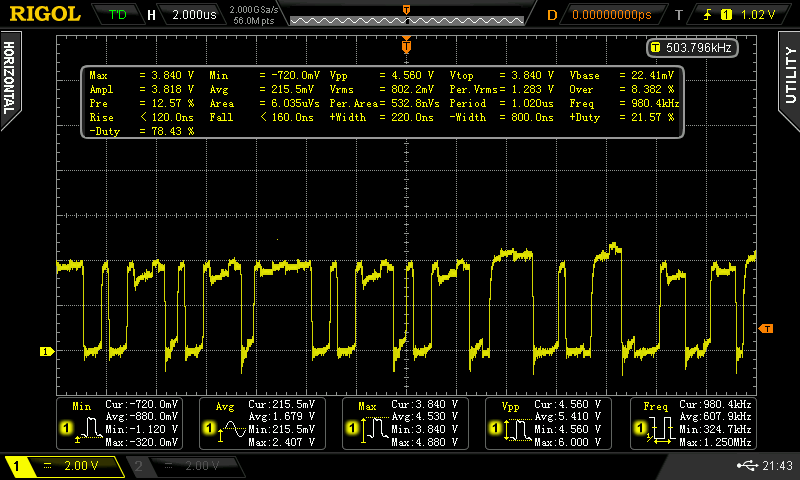 RIGOL T'D H 2.000us 2.000GSa/s 56.0M pts D 0.00000000ps T 1 1.02 V
HORIZONTAL
UTILITY
T 503.796kHz
T
Max = 3.840 V Min = -720.0mV Vpp = 4.560 V Vtop = 3.840 V Vbase = 22.41mV
Ampl = 3.818 V Avg = 215.5mV Vrms = 802.2mV Per.Vrms= 1.283 V Over = 8.382 %
Pre = 12.57 % Area = 6.035uVs Per.Area= 532.8nVs Period = 1.020us Freq = 980.4kHz
Rise < 120.0ns Fall < 160.0ns +Width = 220.0ns -Width = 800.0ns +Duty = 21.57 %
-Duty = 78.43 %
T
1
Min Cur:-720.0mV Avg Cur: 215.5mV Max Cur: 3.840 V Vpp Cur: 4.560 V Freq Cur: 980.4kHz
1 Avg:-680.0mV 1 Avg: 1.679 V 1 Avg: 4.530 V 1 Avg: 5.410 V 1 Avg:607.9kHz
Min:-1.120 V Min: 215.5mV Min: 3.840 V Min: 4.560 V Min: 324.7kHz
Max:-320.0mV Max: 2.407 V Max: 4.880 V Max: 6.000 V Max: 1.250MHz
1 = 2.00 V 2 = 2.00 V 21:43